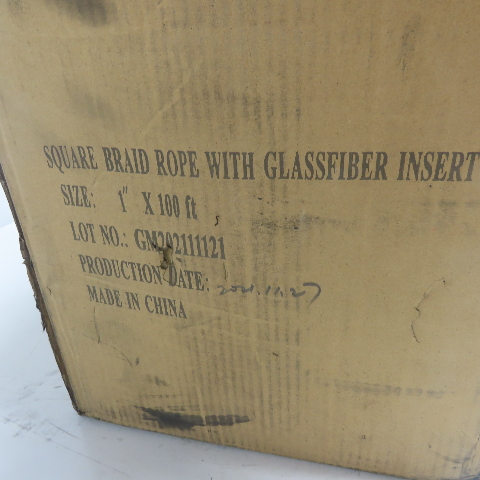 SQUARE BRAID ROPE WITH GLASSFIBER INSERT
SIZE: 1" X 100 ft
LOT NO.: GM202111121
PRODUCTION DATE: 2021.11.27
MADE IN CHINA